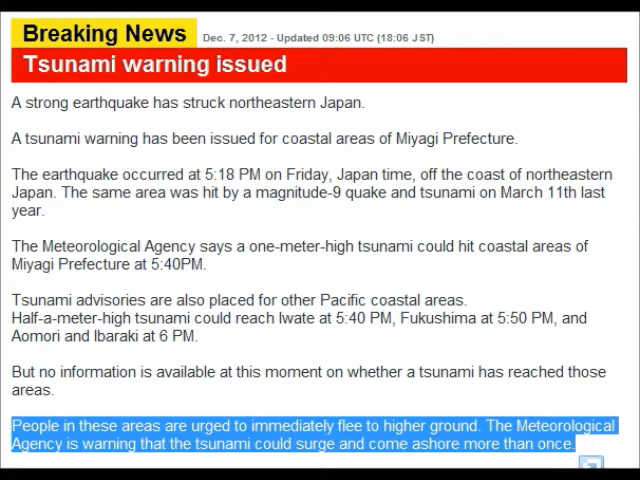 Breaking News Dec. 7, 2012 - Updated 09:06 UTC (18:06 JST)
Tsunami warning issued
A strong earthquake has struck northeastern Japan.
A tsunami warning has been issued for coastal areas of Miyagi Prefecture.
The earthquake occurred at 5:18 PM on Friday, Japan time, off the coast of northeastern
Japan. The same area was hit by a magnitude-9 quake and tsunami on March 11th last
year.
The Meteorological Agency says a one-meter-high tsunami could hit coastal areas of
Miyagi Prefecture at 5:40PM.
Tsunami advisories are also placed for other Pacific coastal areas.
Half-a-meter-high tsunami could reach Iwate at 5:40 PM, Fukushima at 5:50 PM, and
Aomori and Ibaraki at 6 PM.
But no information is available at this moment on whether a tsunami has reached those
areas.
People in these areas are urged to immediately flee to higher ground. The Meteorological
Agency is warning that the tsunami could surge and come ashore more than once.